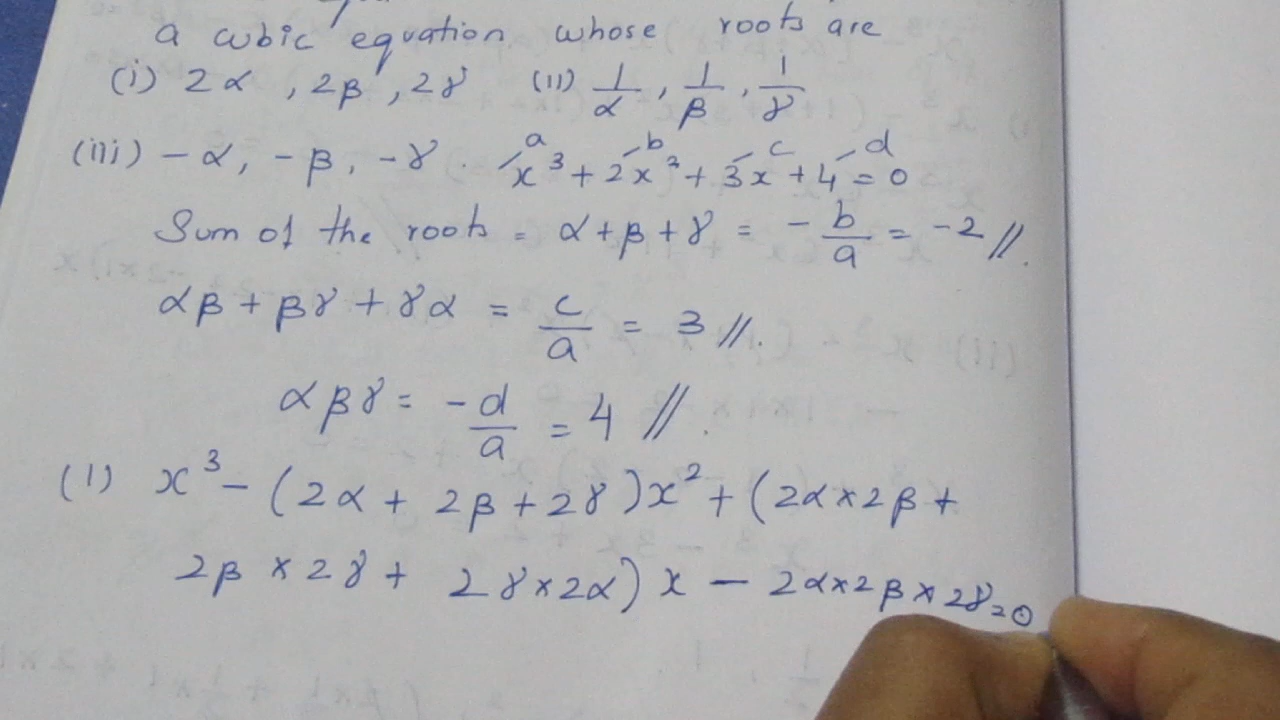 a cubic equation whose roots are
(i) 2α , 2β , 2γ (ii) 1/α , 1/β , 1/γ
(iii) -α, -β, -γ . x³ + 2x² + 3x + 4 = 0 a b c d
Sum of the roots = α+β+γ = -b/a = -2 //.
αβ + βγ + γα = c/a = 3 //.
αβγ = -d/a = 4 //.
(i) x³ - (2α + 2β + 2γ)x² + (2α×2β +
2β × 2γ + 2γ×2α) x - 2α×2β×2γ=0